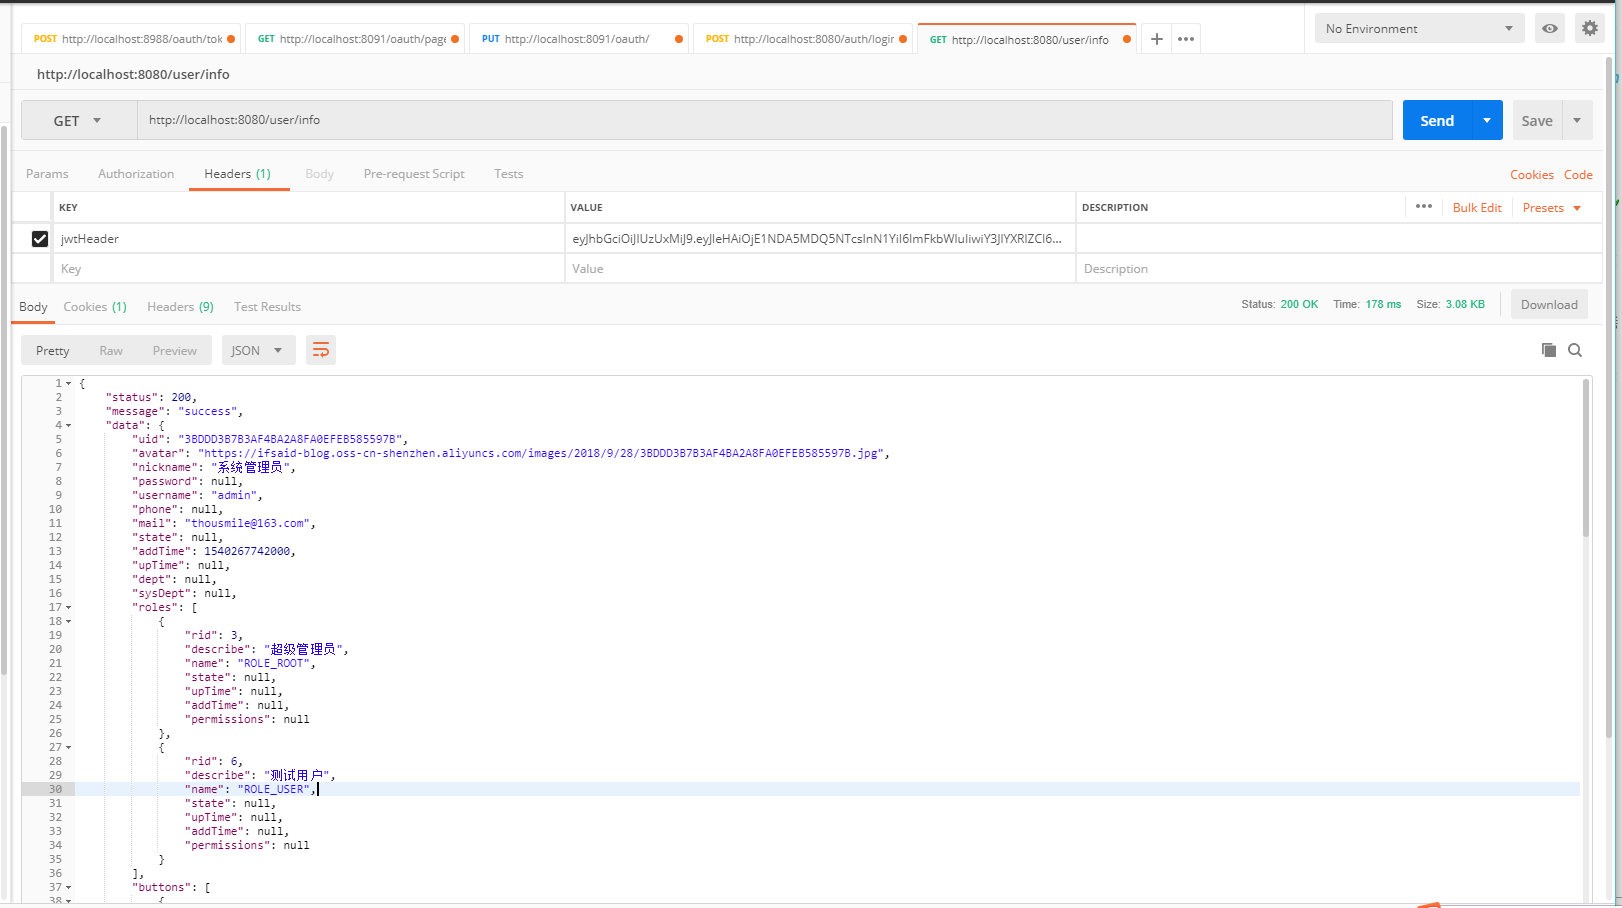 POST http://localhost:8988/oauth/tok
GET http://localhost:8091/oauth/page
PUT http://localhost:8091/oauth/
POST http://localhost:8080/auth/login
GET http://localhost:8080/user/info
No Environment
http://localhost:8080/user/info
GET http://localhost:8080/user/info Send Save
Params Authorization Headers (1) Body Pre-request Script Tests Cookies Code
KEY VALUE DESCRIPTION Bulk Edit Presets
jwtHeader
Key Value Description
Body Cookies (1) Headers (9) Test Results Status: 200 OK Time: 178 ms Size: 3.08 KB Download
Pretty Raw Preview JSON
1 {
2 "status": 200,
3 "message": "success",
4 "data": {
5 "uid": "3BDDD3B7B3AF4BA2A8FA0EFEB585597B",
6 "avatar": "https://ifsaid-blog.oss-cn-shenzhen.aliyuncs.com/images/2018/9/28/3BDDD3B7B3AF4BA2A8FA0EFEB585597B.jpg",
7 "nickname": "系统管理员",
8 "password": null,
9 "username": "admin",
10 "phone": null,
11 "mail": "thousmile@163.com",
12 "state": null,
13 "addTime": 1540267742000,
14 "upTime": null,
15 "dept": null,
16 "sysDept": null,
17 "roles": [
18 {
19 "rid": 3,
20 "describe": "超级管理员",
21 "name": "ROLE_ROOT",
22 "state": null,
23 "upTime": null,
24 "addTime": null,
25 "permissions": null
26 },
27 {
28 "rid": 6,
29 "describe": "测试用户",
30 "name": "ROLE_USER",
31 "state": null,
32 "upTime": null,
33 "addTime": null,
34 "permissions": null
35 }
36 ],
37 "buttons": [
38 {